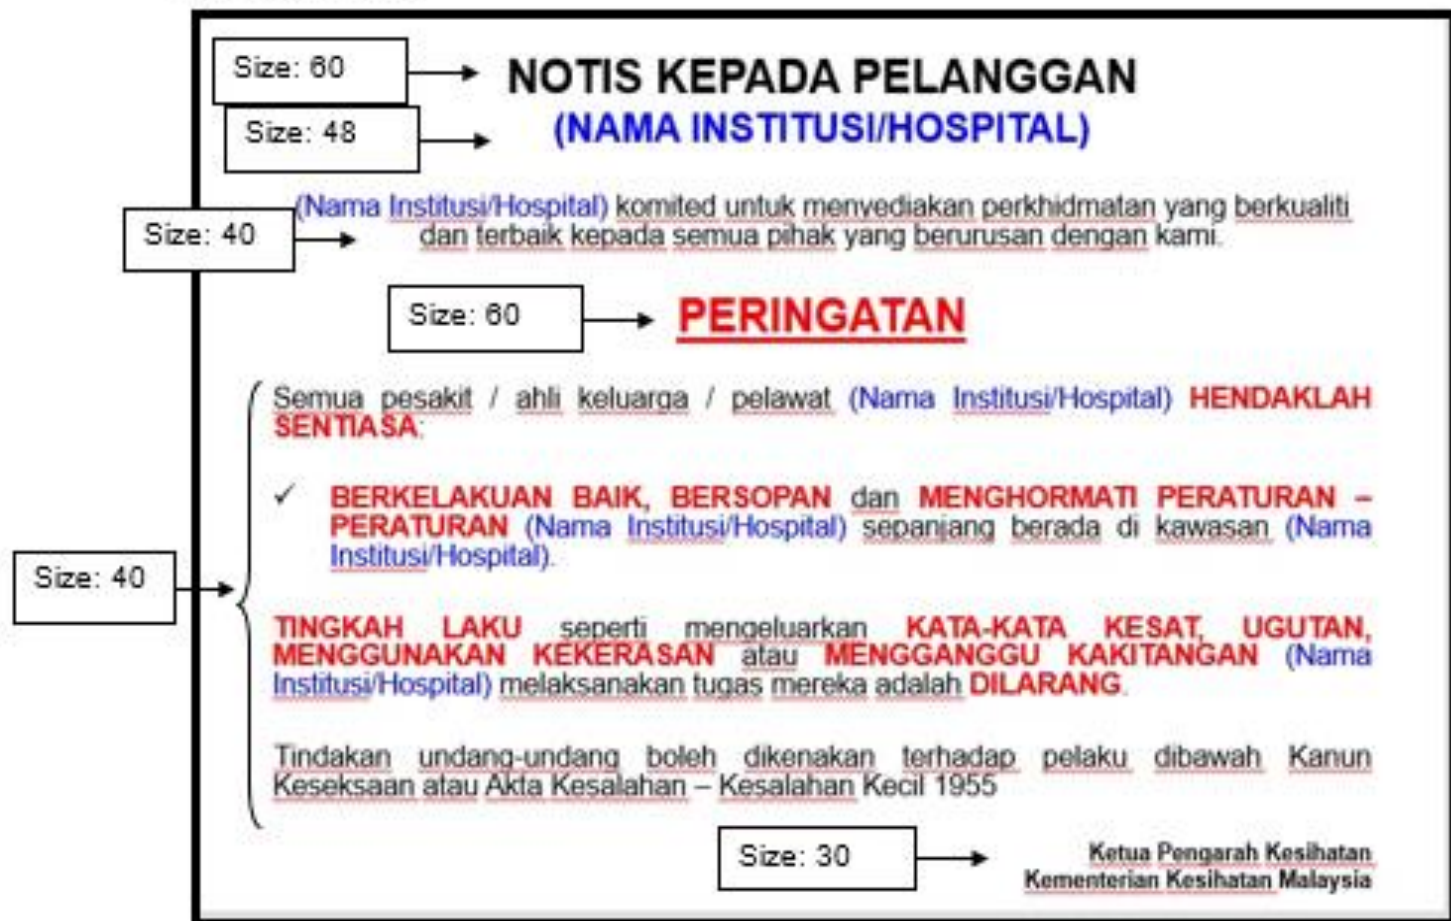 Size: 60
NOTIS KEPADA PELANGGAN
Size: 48
(NAMA INSTITUSI/HOSPITAL)
(Nama Institusi/Hospital) komited untuk menyediakan perkhidmatan yang berkualiti
Size: 40
dan terbaik kepada semua pihak yang berurusan dengan kami.
Size: 60
PERINGATAN
Semua pesakit / ahli keluarga / pelawat (Nama Institusi/Hospital) HENDAKLAH
SENTIASA:
✓ BERKELAKUAN BAIK, BERSOPAN dan MENGHORMATI PERATURAN –
PERATURAN (Nama Institusi/Hospital) sepanjang berada di kawasan (Nama
Institusi/Hospital).
Size: 40
TINGKAH LAKU seperti mengeluarkan KATA-KATA KESAT, UGUTAN,
MENGGUNAKAN KEKERASAN atau MENGGANGGU KAKITANGAN (Nama
Institusi/Hospital) melaksanakan tugas mereka adalah DILARANG.
Tindakan undang-undang boleh dikenakan terhadap pelaku dibawah Kanun
Keseksaan atau Akta Kesalahan – Kesalahan Kecil 1955
Size: 30
Ketua Pengarah Kesihatan
Kementerian Kesihatan Malaysia